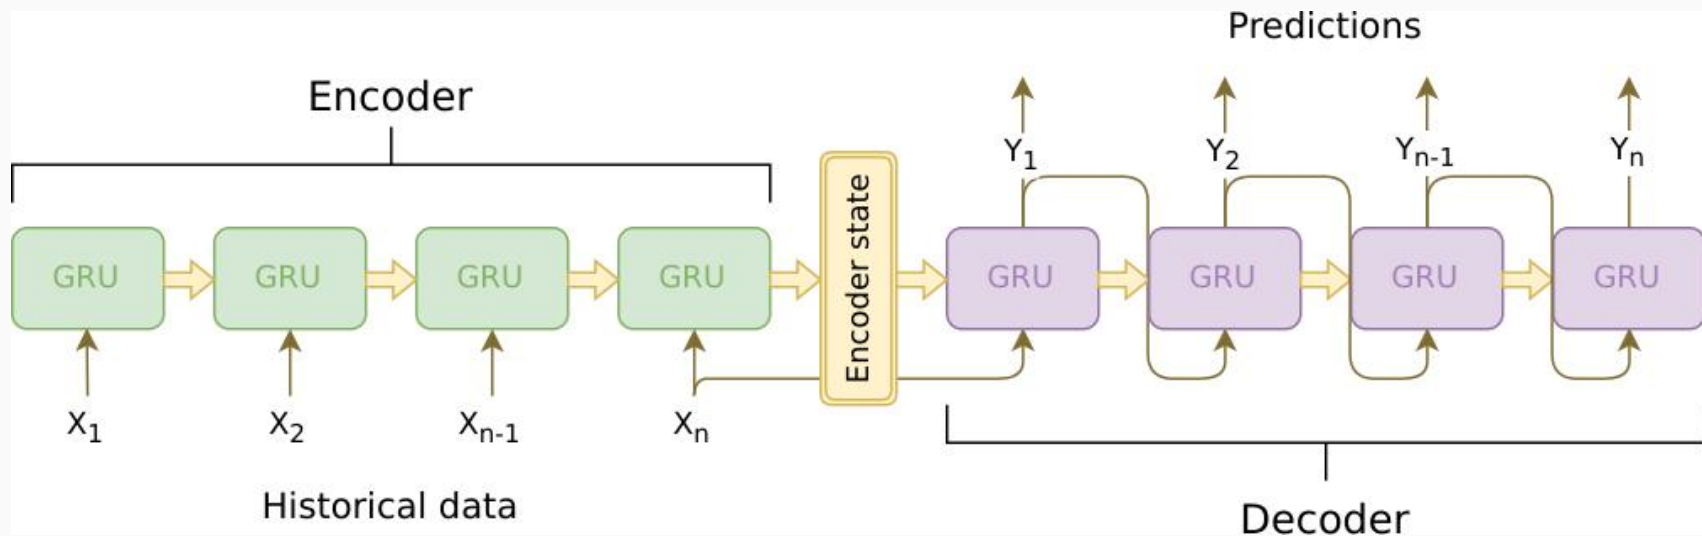 Predictions
Encoder
Y1
Y2
Yn-1
Yn
GRU
GRU
GRU
GRU
Encoder state
GRU
GRU
GRU
GRU
X1
X2
Xn-1
Xn
Historical data
Decoder